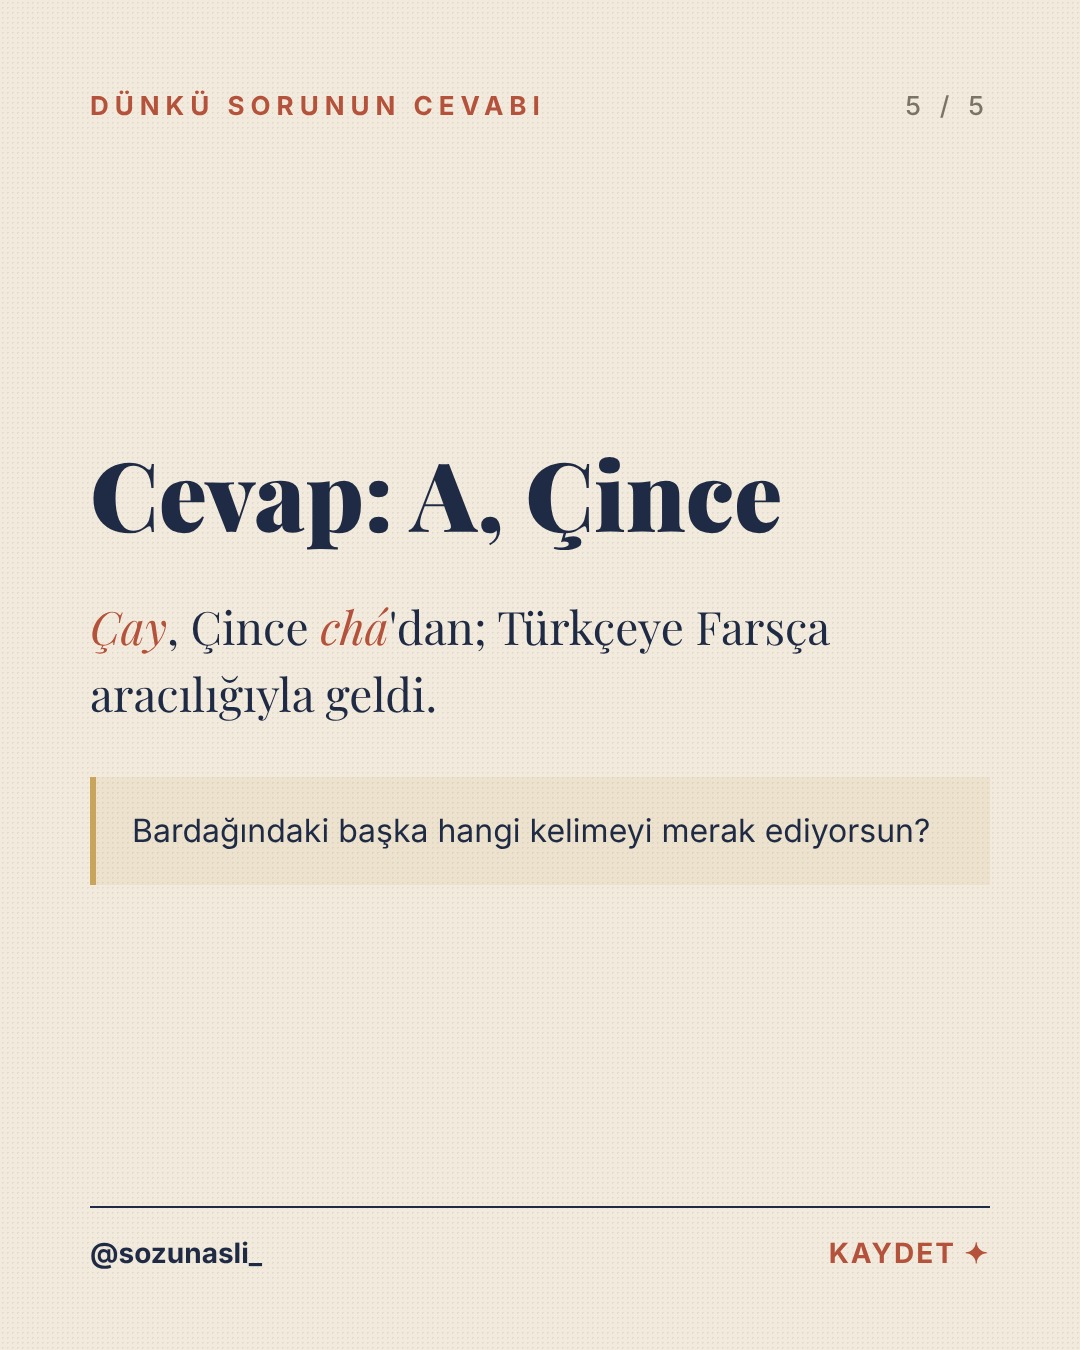 DÜNKÜ SORUNUN CEVABI
5 / 5
Cevap: A, Çince
Çay, Çince chá'dan; Türkçeye Farsça
aracılığıyla geldi.
Bardağındaki başka hangi kelimeyi merak ediyorsun?
@sozunasli_
KAYDET ✦